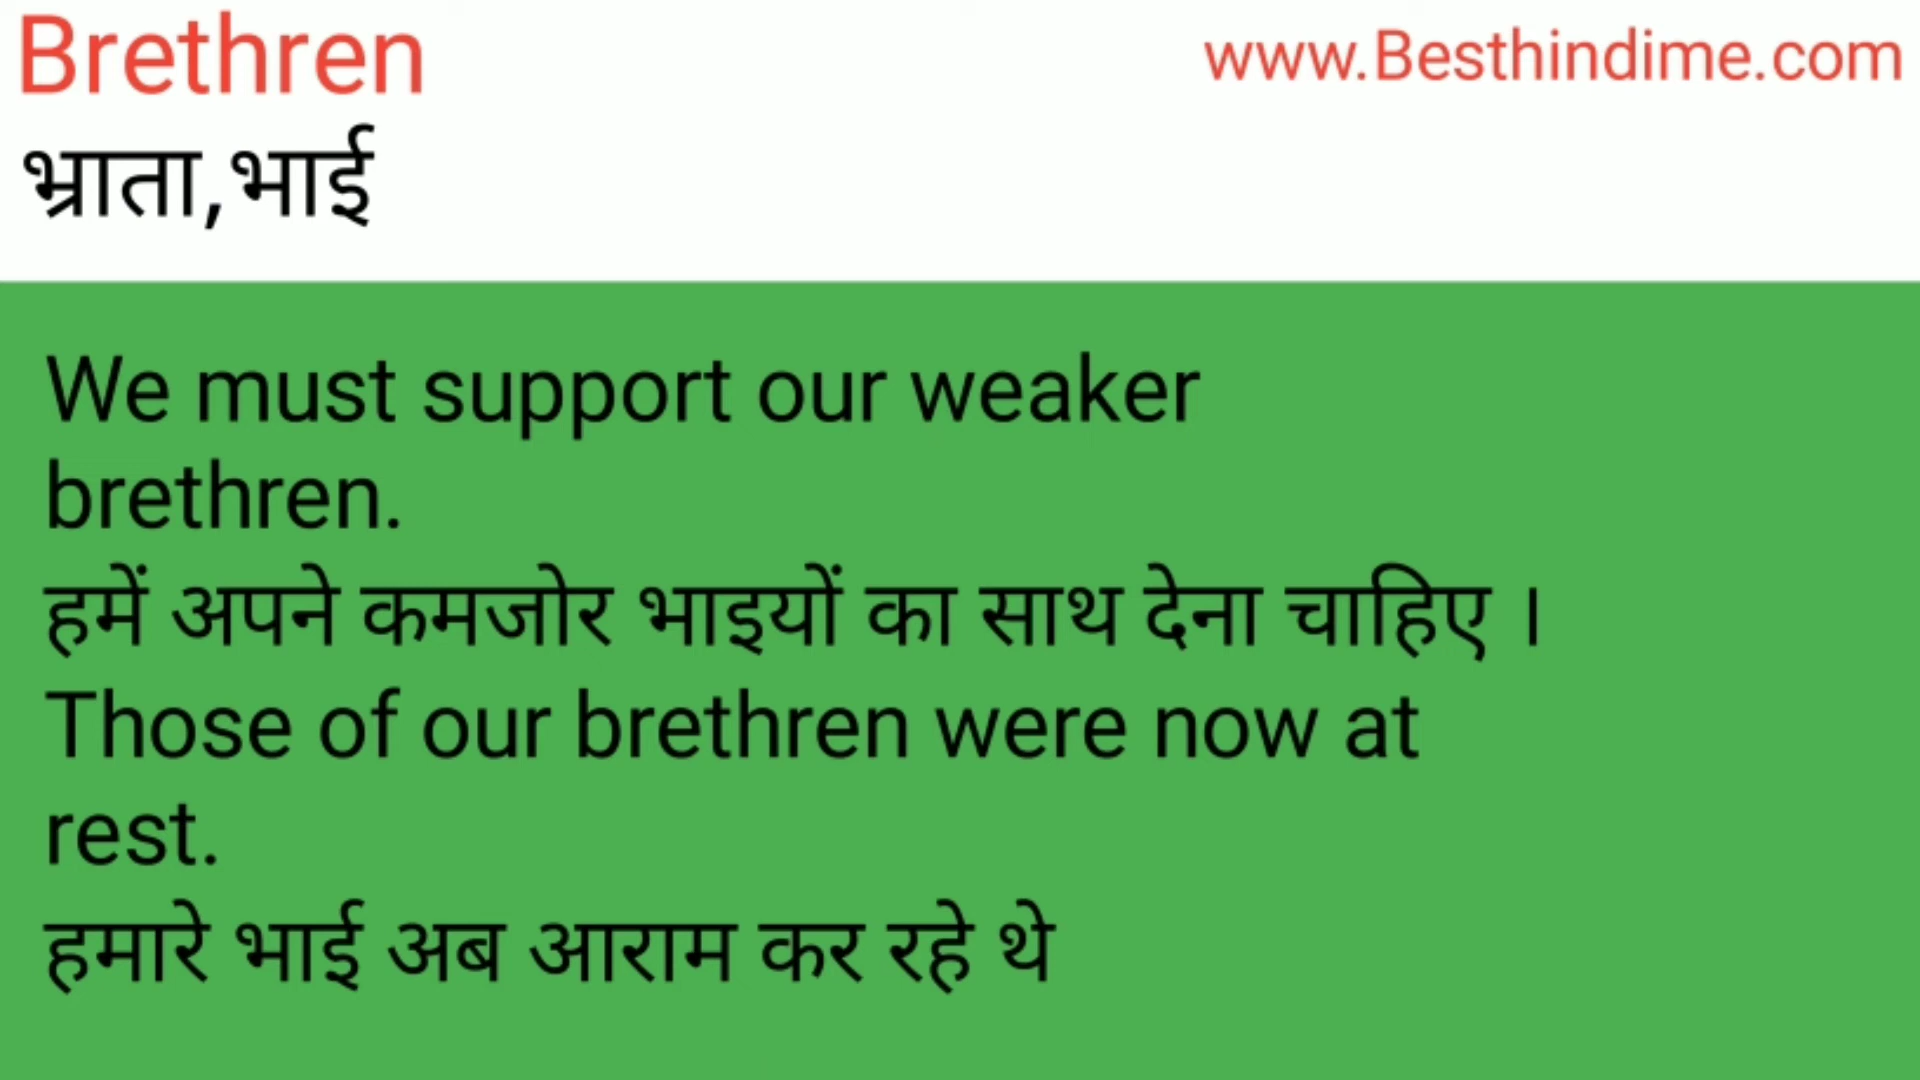 Brethren
www.Besthindime.com
भ्राता,भाई
We must support our weaker
brethren.
हमें अपने कमजोर भाइयों का साथ देना चाहिए ।
Those of our brethren were now at
rest.
हमारे भाई अब आराम कर रहे थे